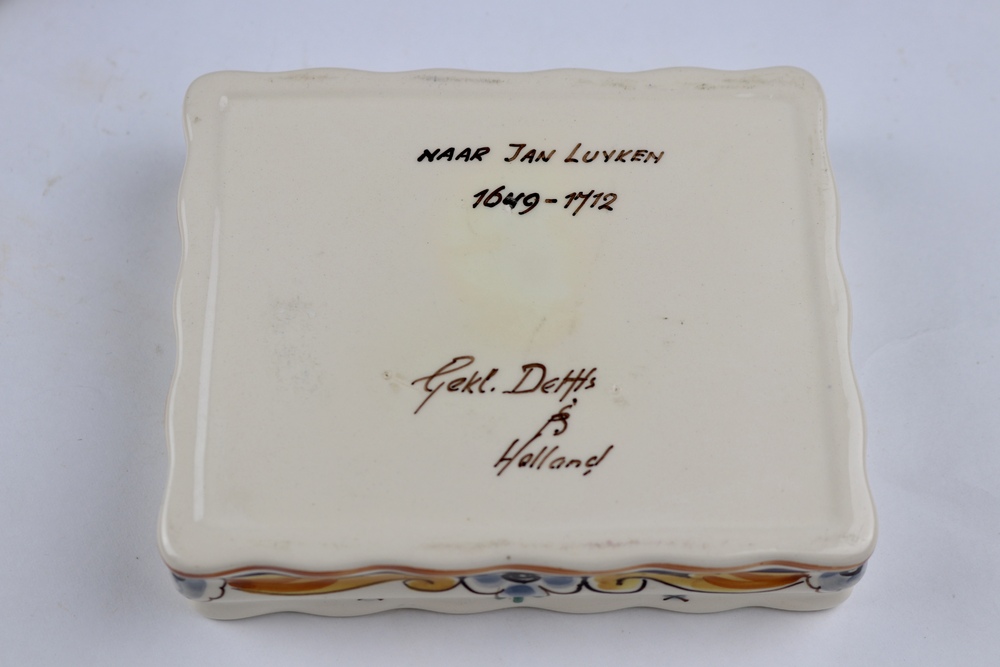 NAAR JAN LUYKEN
1649-1712
Gekl. Delfts
Holland